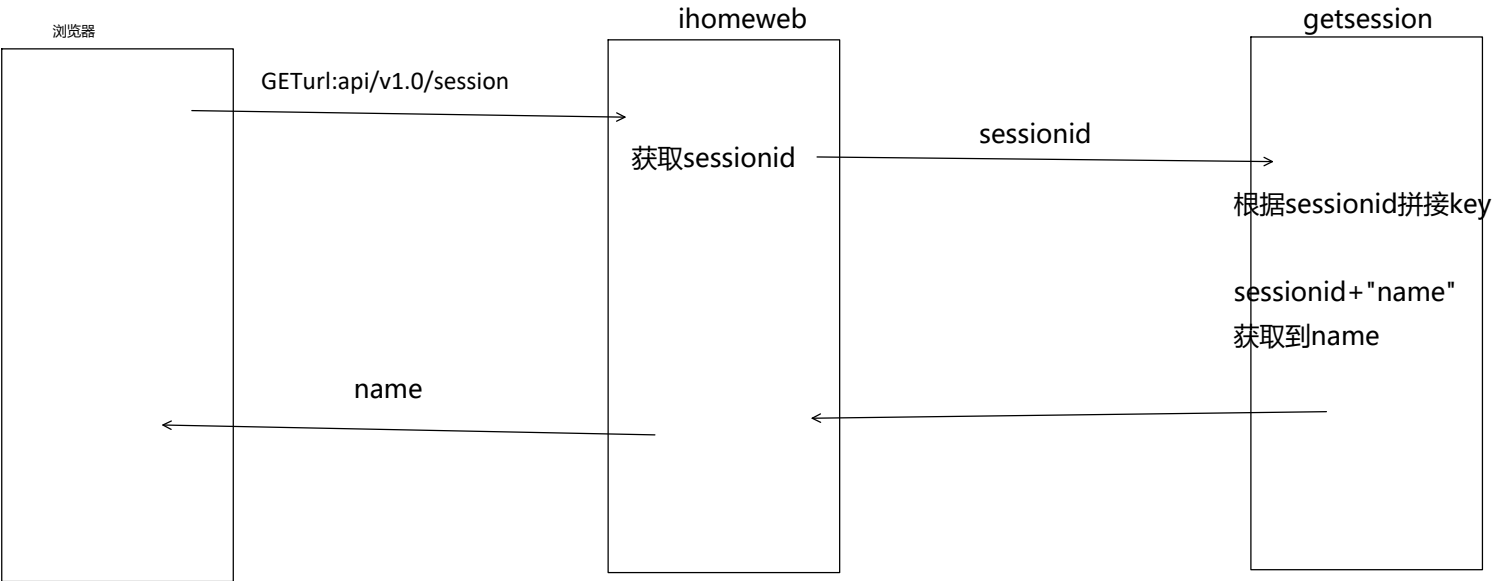 浏览器
ihomeweb
getsession
GETurl:api/v1.0/session
获取sessionid
sessionid
根据sessionid拼接key
sessionid+"name"
获取到name
name